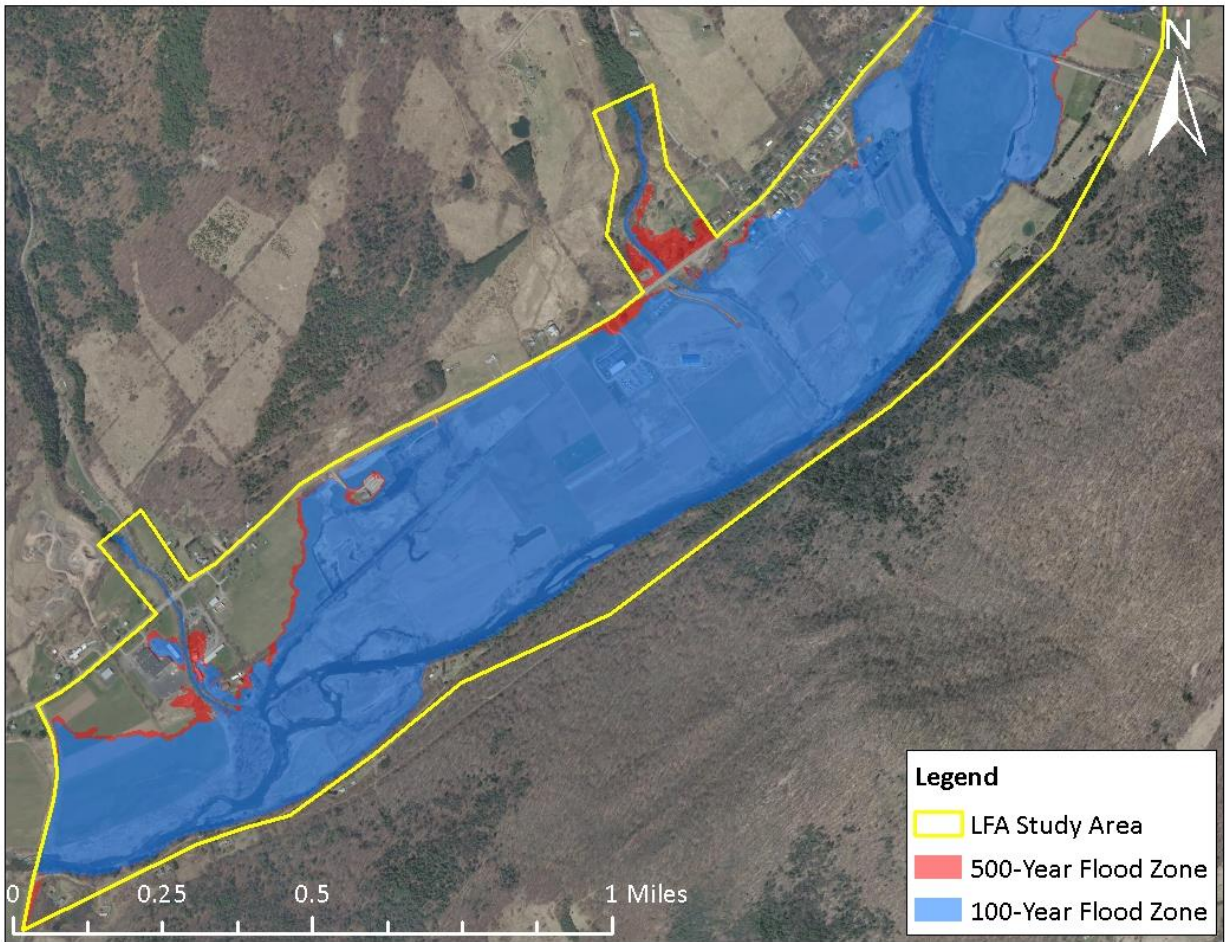 N
Legend
LFA Study Area
500-Year Flood Zone
100-Year Flood Zone
0 0.25 0.5 1 Miles